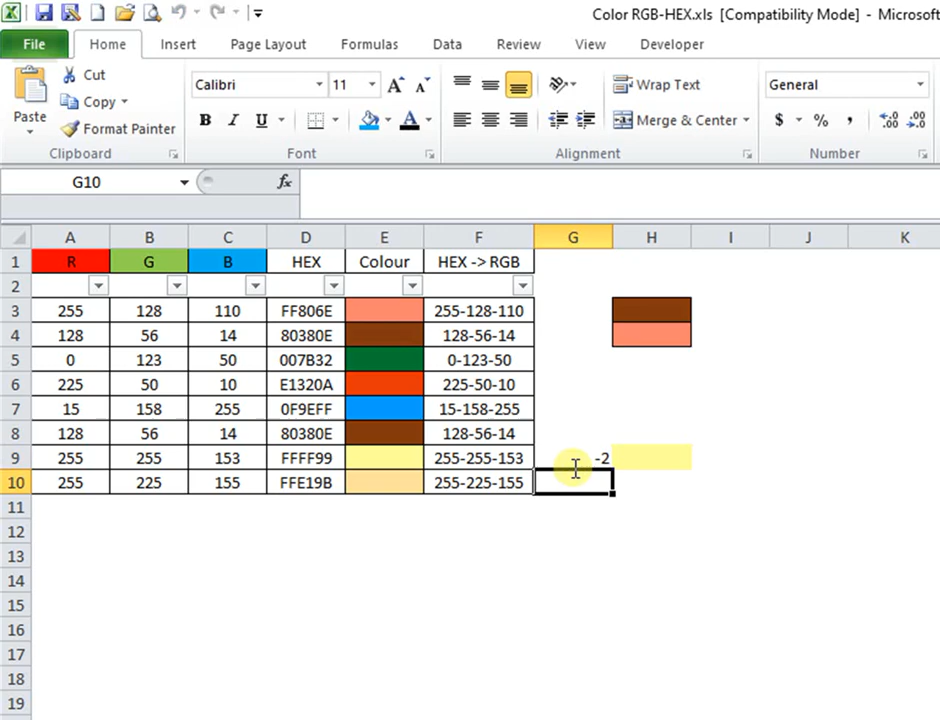 Color RGB-HEX.xls [Compatibility Mode] - Microsoft
File Home Insert Page Layout Formulas Data Review View Developer
Paste
Cut
Copy
Format Painter
Clipboard
Calibri 11 A A
B I U A
Font
Wrap Text
Merge & Center
Alignment
General
$ % , .0 .00 .00 .0
Number
G10 fx
A B C D E F G H I J K
1 R G B HEX Colour HEX -> RGB
2
3 255 128 110 FF806E 255-128-110
4 128 56 14 80380E 128-56-14
5 0 123 50 007B32 0-123-50
6 225 50 10 E1320A 225-50-10
7 15 158 255 0F9EFF 15-158-255
8 128 56 14 80380E 128-56-14
9 255 255 153 FFFF99 255-255-153 -2
10 255 225 155 FFE19B 255-225-155
11
12
13
14
15
16
17
18
19